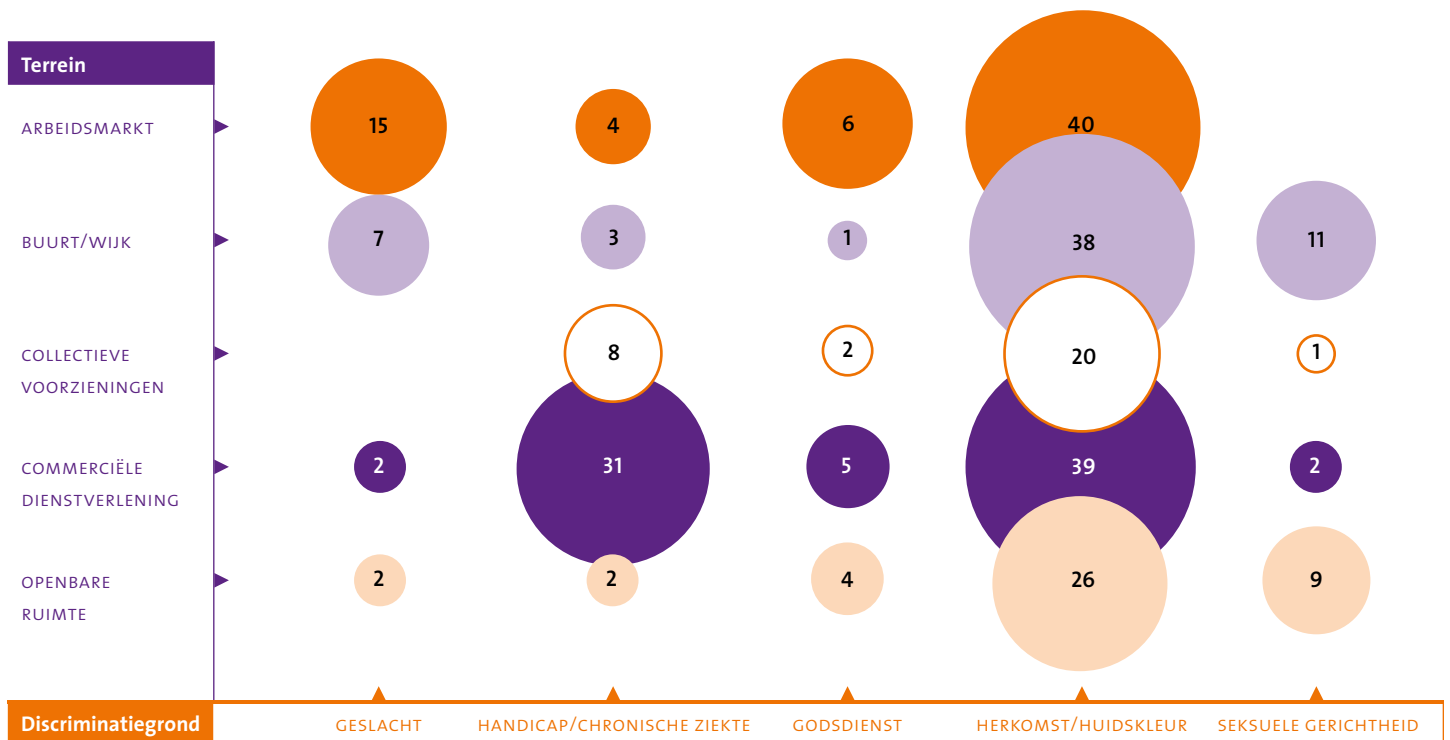 Terrein
ARBEIDSMARKT
15
4
6
40
BUURT/WIJK
7
3
1
38
11
COLLECTIEVE
VOORZIENINGEN
8
2
20
1
COMMERCIËLE
DIENSTVERLENING
2
31
5
39
2
OPENBARE
RUIMTE
2
2
4
26
9
Discriminatiegrond
GESLACHT
HANDICAP/CHRONISCHE ZIEKTE
GODSDIENST
HERKOMST/HUIDSKLEUR
SEKSUELE GERICHTHEID